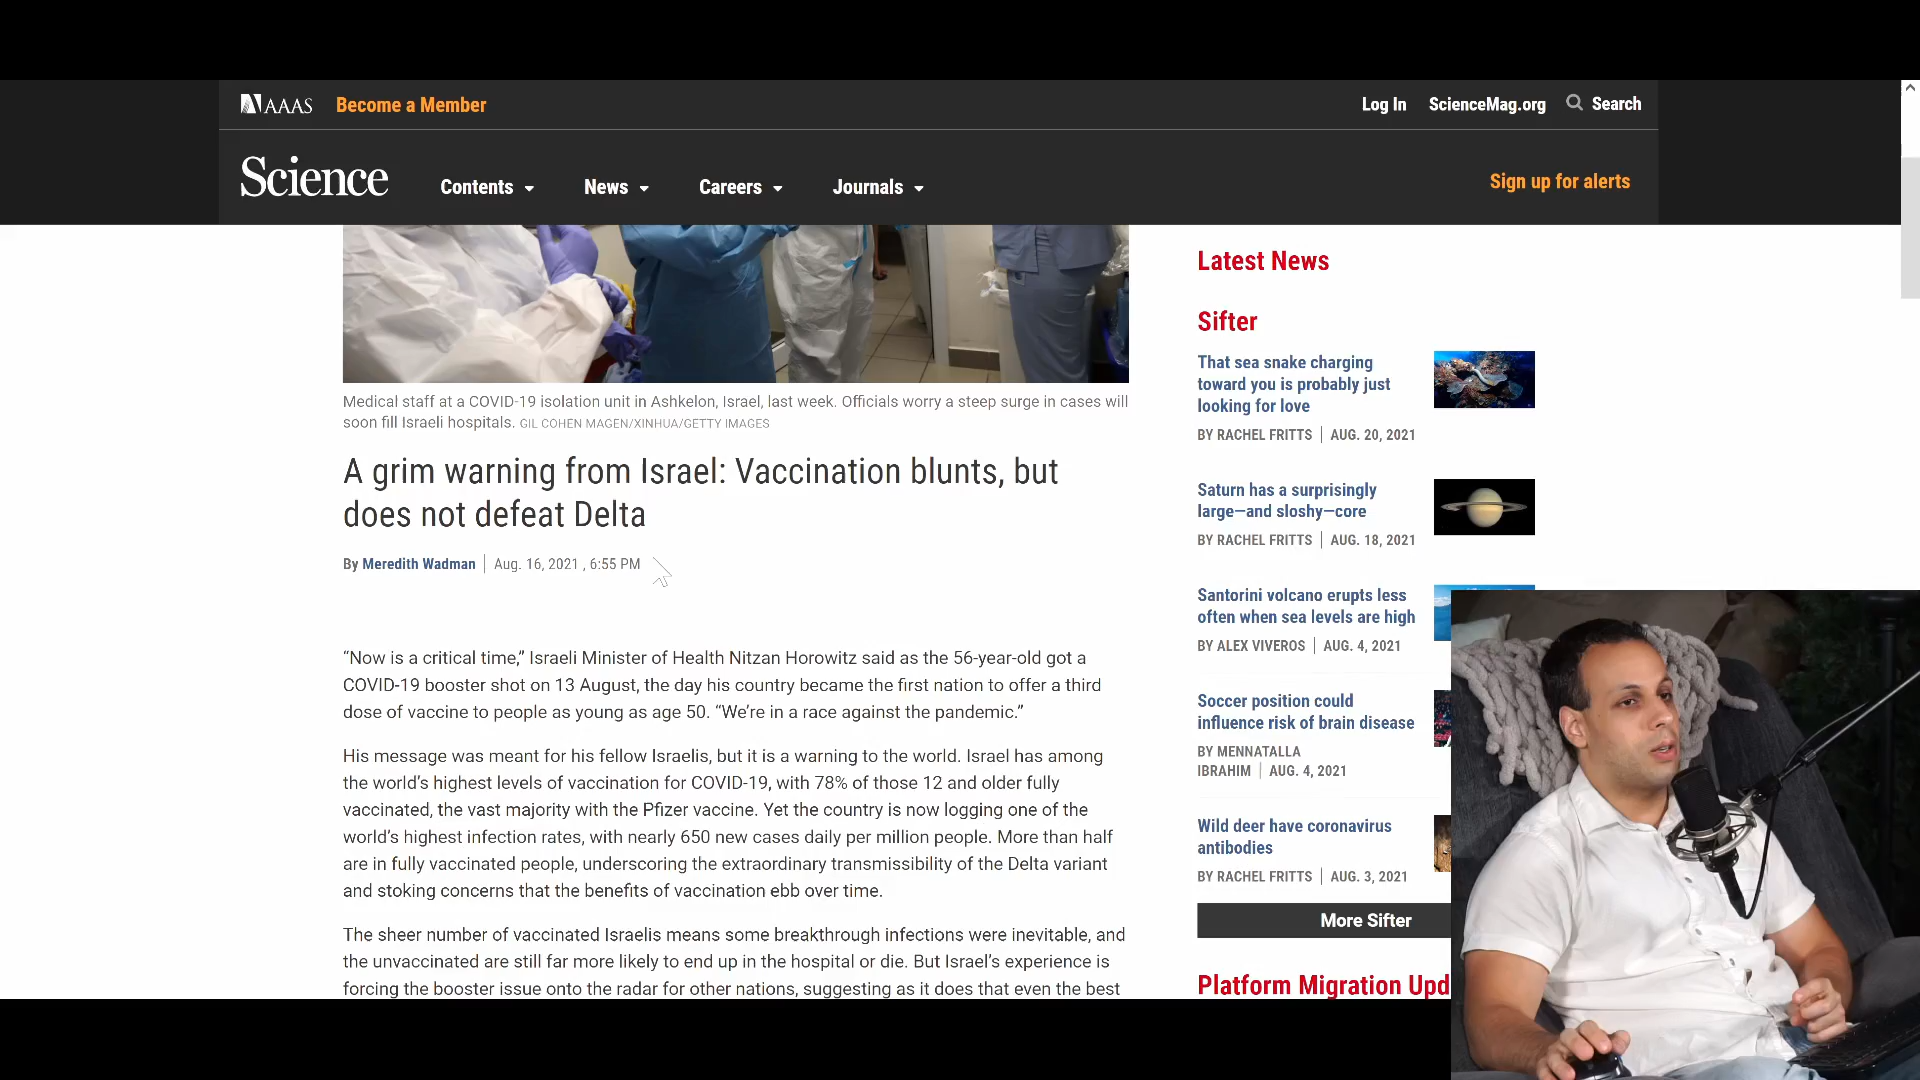 AAAS
Become a Member
Log In
ScienceMag.org
Search
Science
Contents
News
Careers
Journals
Sign up for alerts
Medical staff at a COVID-19 isolation unit in Ashkelon, Israel, last week. Officials worry a steep surge in cases will
soon fill Israeli hospitals. GIL COHEN MAGEN/XINHUA/GETTY IMAGES
A grim warning from Israel: Vaccination blunts, but
does not defeat Delta
By Meredith Wadman | Aug. 16, 2021 , 6:55 PM
“Now is a critical time,” Israeli Minister of Health Nitzan Horowitz said as the 56-year-old got a
COVID-19 booster shot on 13 August, the day his country became the first nation to offer a third
dose of vaccine to people as young as age 50. “We’re in a race against the pandemic.”
His message was meant for his fellow Israelis, but it is a warning to the world. Israel has among
the world’s highest levels of vaccination for COVID-19, with 78% of those 12 and older fully
vaccinated, the vast majority with the Pfizer vaccine. Yet the country is now logging one of the
world’s highest infection rates, with nearly 650 new cases daily per million people. More than half
are in fully vaccinated people, underscoring the extraordinary transmissibility of the Delta variant
and stoking concerns that the benefits of vaccination ebb over time.
The sheer number of vaccinated Israelis means some breakthrough infections were inevitable, and
the unvaccinated are still far more likely to end up in the hospital or die. But Israel’s experience is
forcing the booster issue onto the radar for other nations, suggesting as it does that even the best
Latest News
Sifter
That sea snake charging
toward you is probably just
looking for love
BY RACHEL FRITTS | AUG. 20, 2021
Saturn has a surprisingly
large—and sloshy—core
BY RACHEL FRITTS | AUG. 18, 2021
Santorini volcano erupts less
often when sea levels are high
BY ALEX VIVEROS | AUG. 4, 2021
Soccer position could
influence risk of brain disease
BY MENNATALLA
IBRAHIM | AUG. 4, 2021
Wild deer have coronavirus
antibodies
BY RACHEL FRITTS | AUG. 3, 2021
More Sifter
Platform Migration Upd